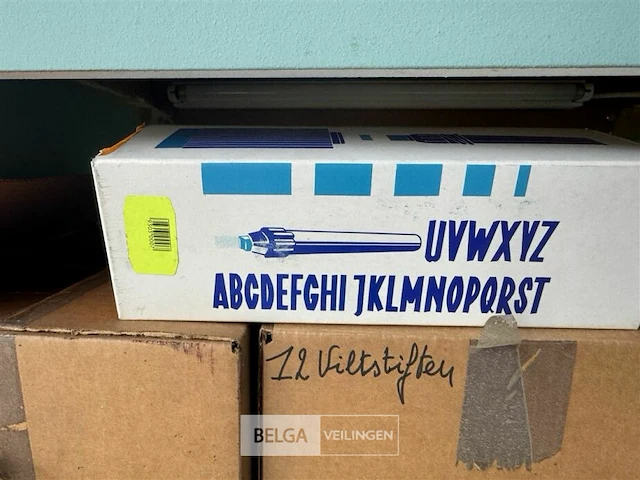 UVWXYZ
ABCDEFGHI JKLMNOPQRST
12 Viltstiften
BELGA VEILINGEN